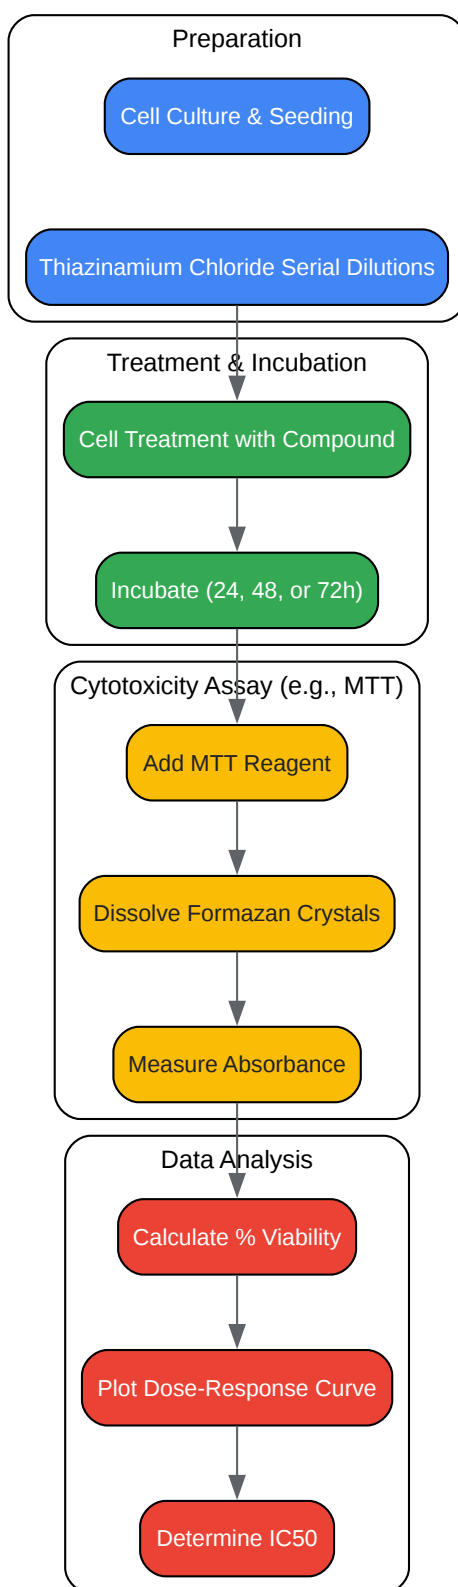 Preparation
Cell Culture & Seeding
Thiazinamium Chloride Serial Dilutions
Treatment & Incubation
Cell Treatment with Compound
Incubate (24, 48, or 72h)
Cytotoxicity Assay (e.g., MTT)
Add MTT Reagent
Dissolve Formazan Crystals
Measure Absorbance
Data Analysis
Calculate % Viability
Plot Dose-Response Curve
Determine IC50